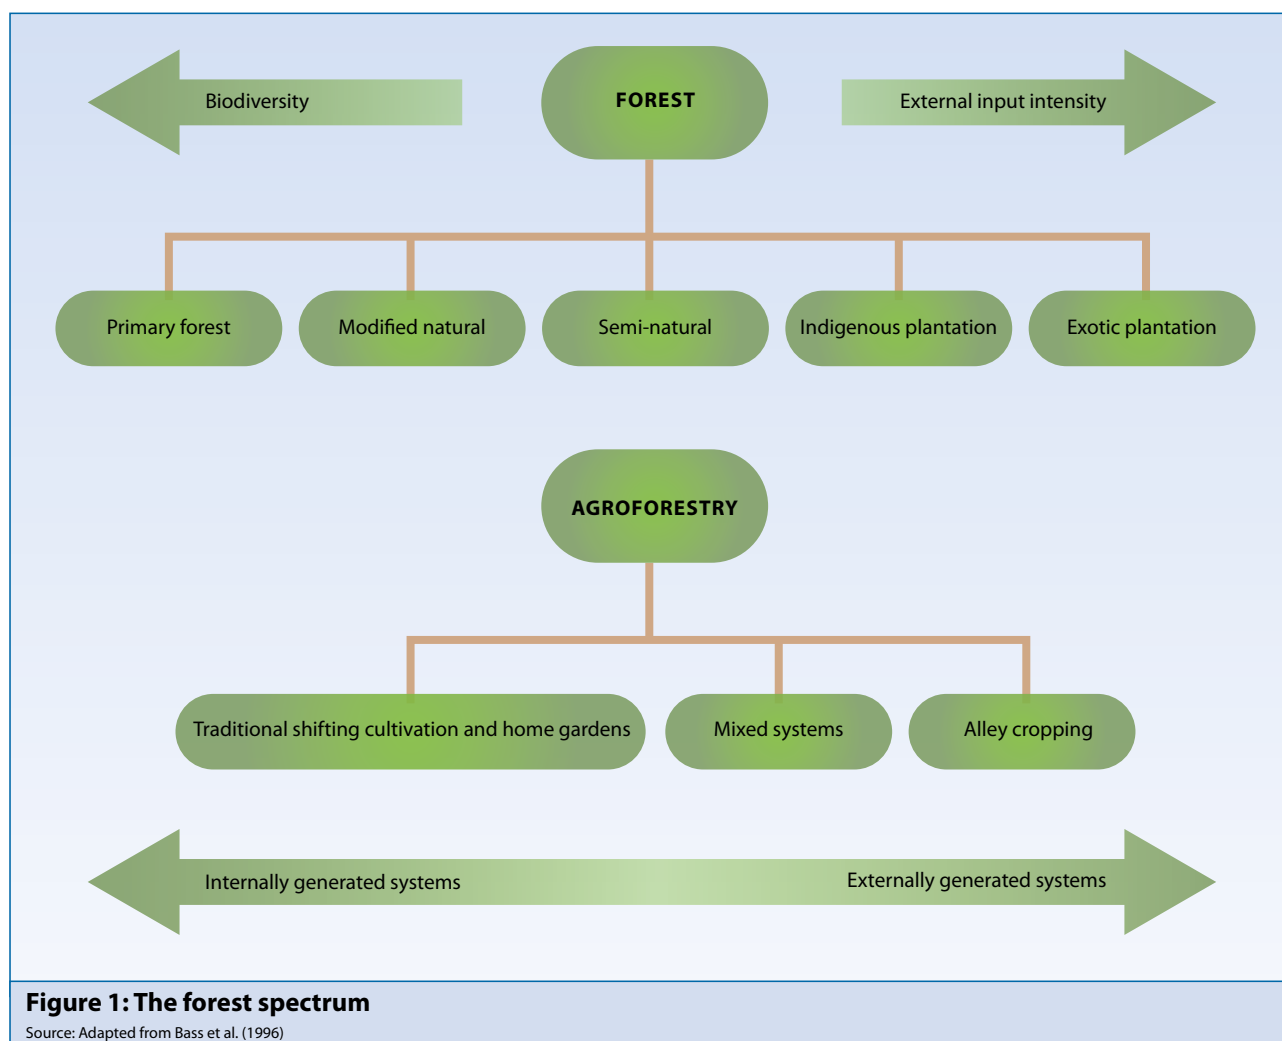 Biodiversity
FOREST
External input intensity
Primary forest
Modified natural
Semi-natural
Indigenous plantation
Exotic plantation
AGROFORESTRY
Traditional shifting cultivation and home gardens
Mixed systems
Alley cropping
Internally generated systems
Externally generated systems
Figure 1: The forest spectrum
Source: Adapted from Bass et al. (1996)